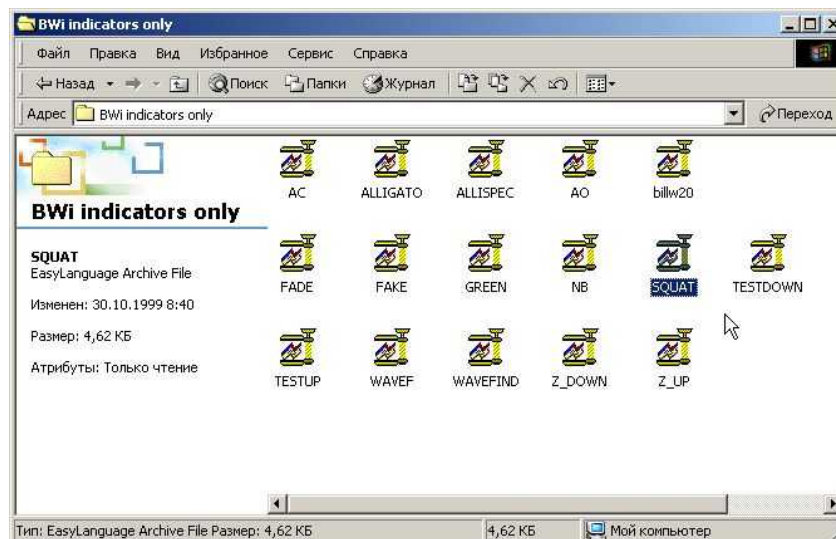 BWi indicators only
Файл Правка Вид Избранное Сервис Справка
Назад Поиск Папки Журнал
Адрес BWi indicators only Переход
AC ALLIGATO ALLISPEC AO billw20
BWi indicators only
SQUAT
EasyLanguage Archive File
FADE FAKE GREEN NB SQUAT TESTDOWN
Изменен: 30.10.1999 8:40
Размер: 4,62 КБ
Атрибуты: Только чтение
TESTUP WAVEF WAVEFIND Z_DOWN Z_UP
Тип: EasyLanguage Archive File Размер: 4,62 КБ 4,62 КБ Мой компьютер